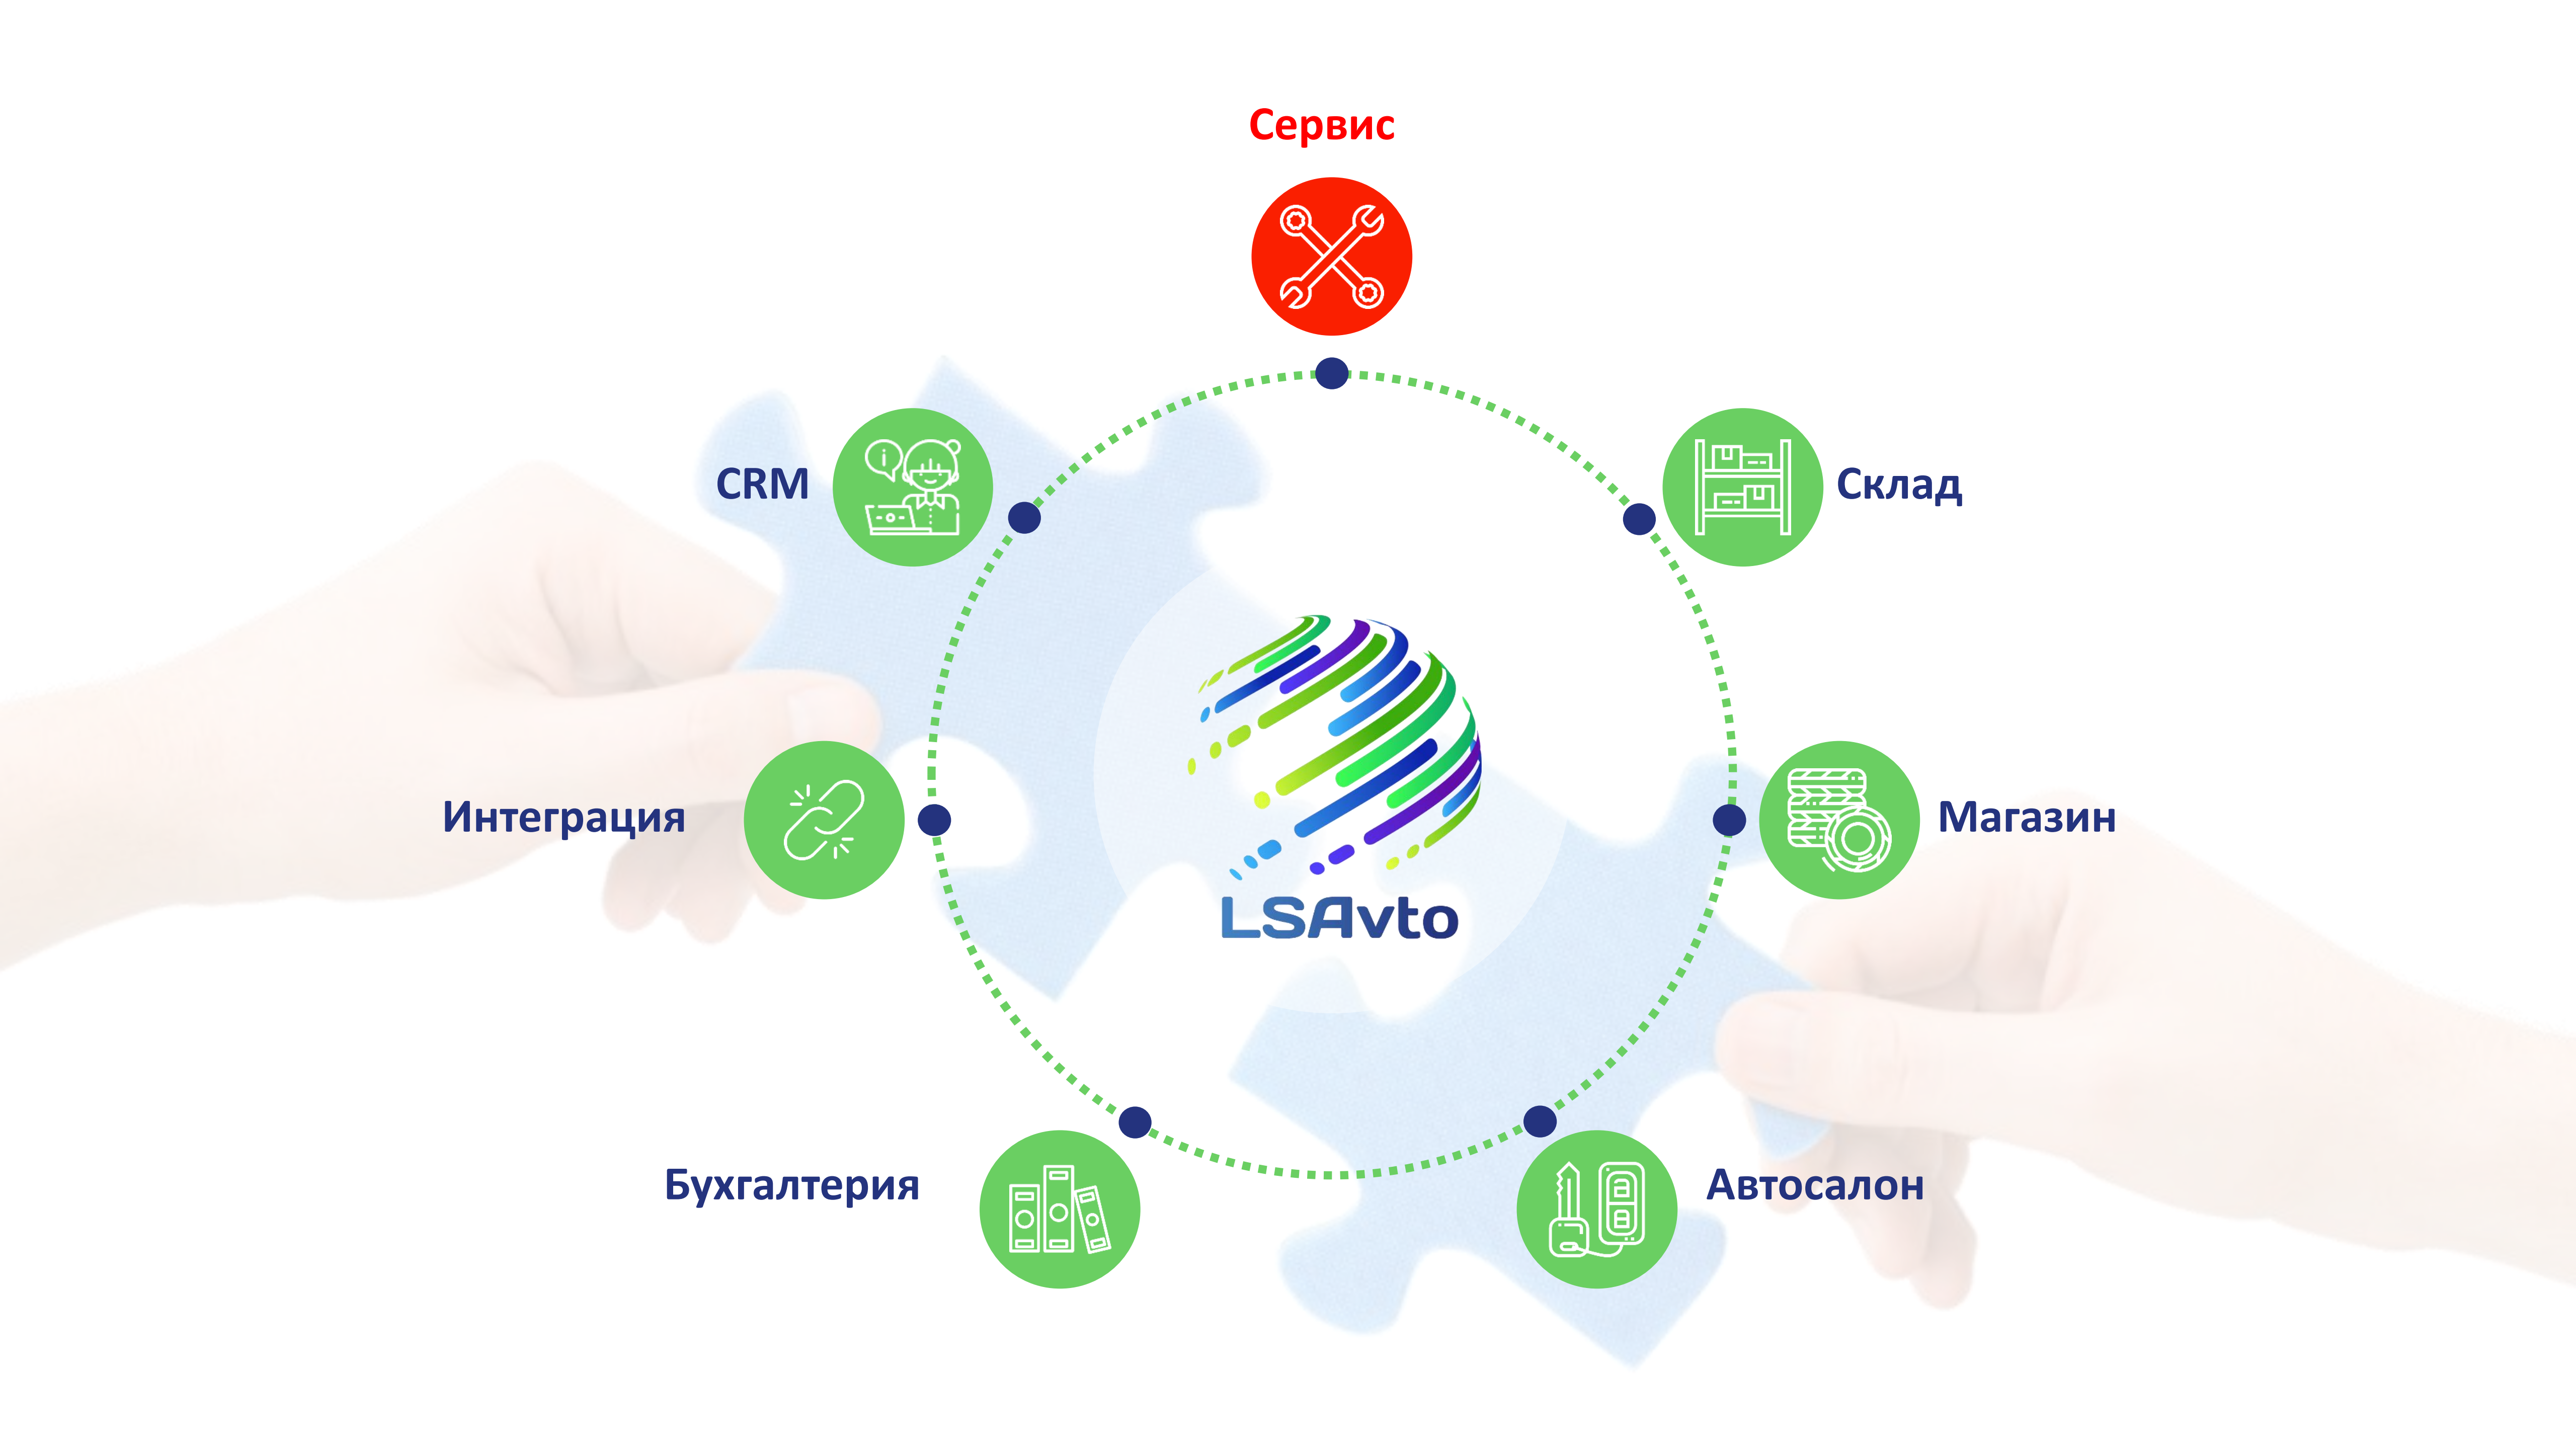 Сервис
CRM
Склад
Интеграция
Магазин
LSAvto
Бухгалтерия
Автосалон